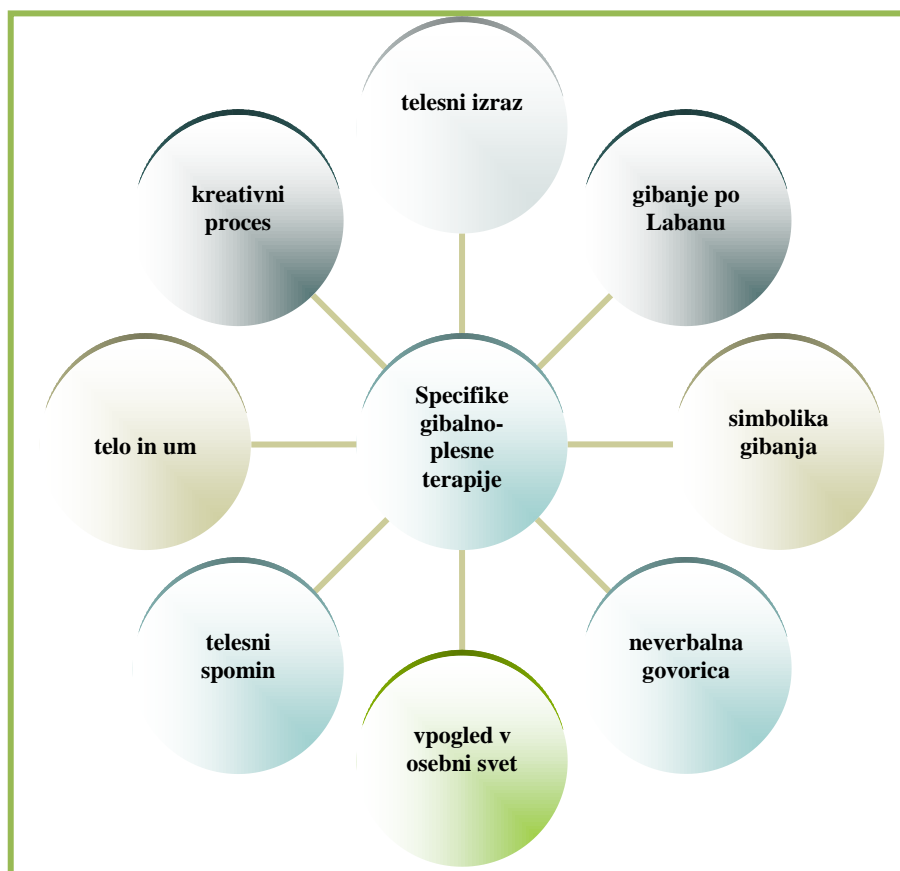 telesni izraz
kreativni
proces
gibanje po
Labanu
Specifike
gibalno-
plesne
terapije
telo in um
simbolika
gibanja
telesni
spomin
neverbalna
govorica
vpogled v
osebni svet